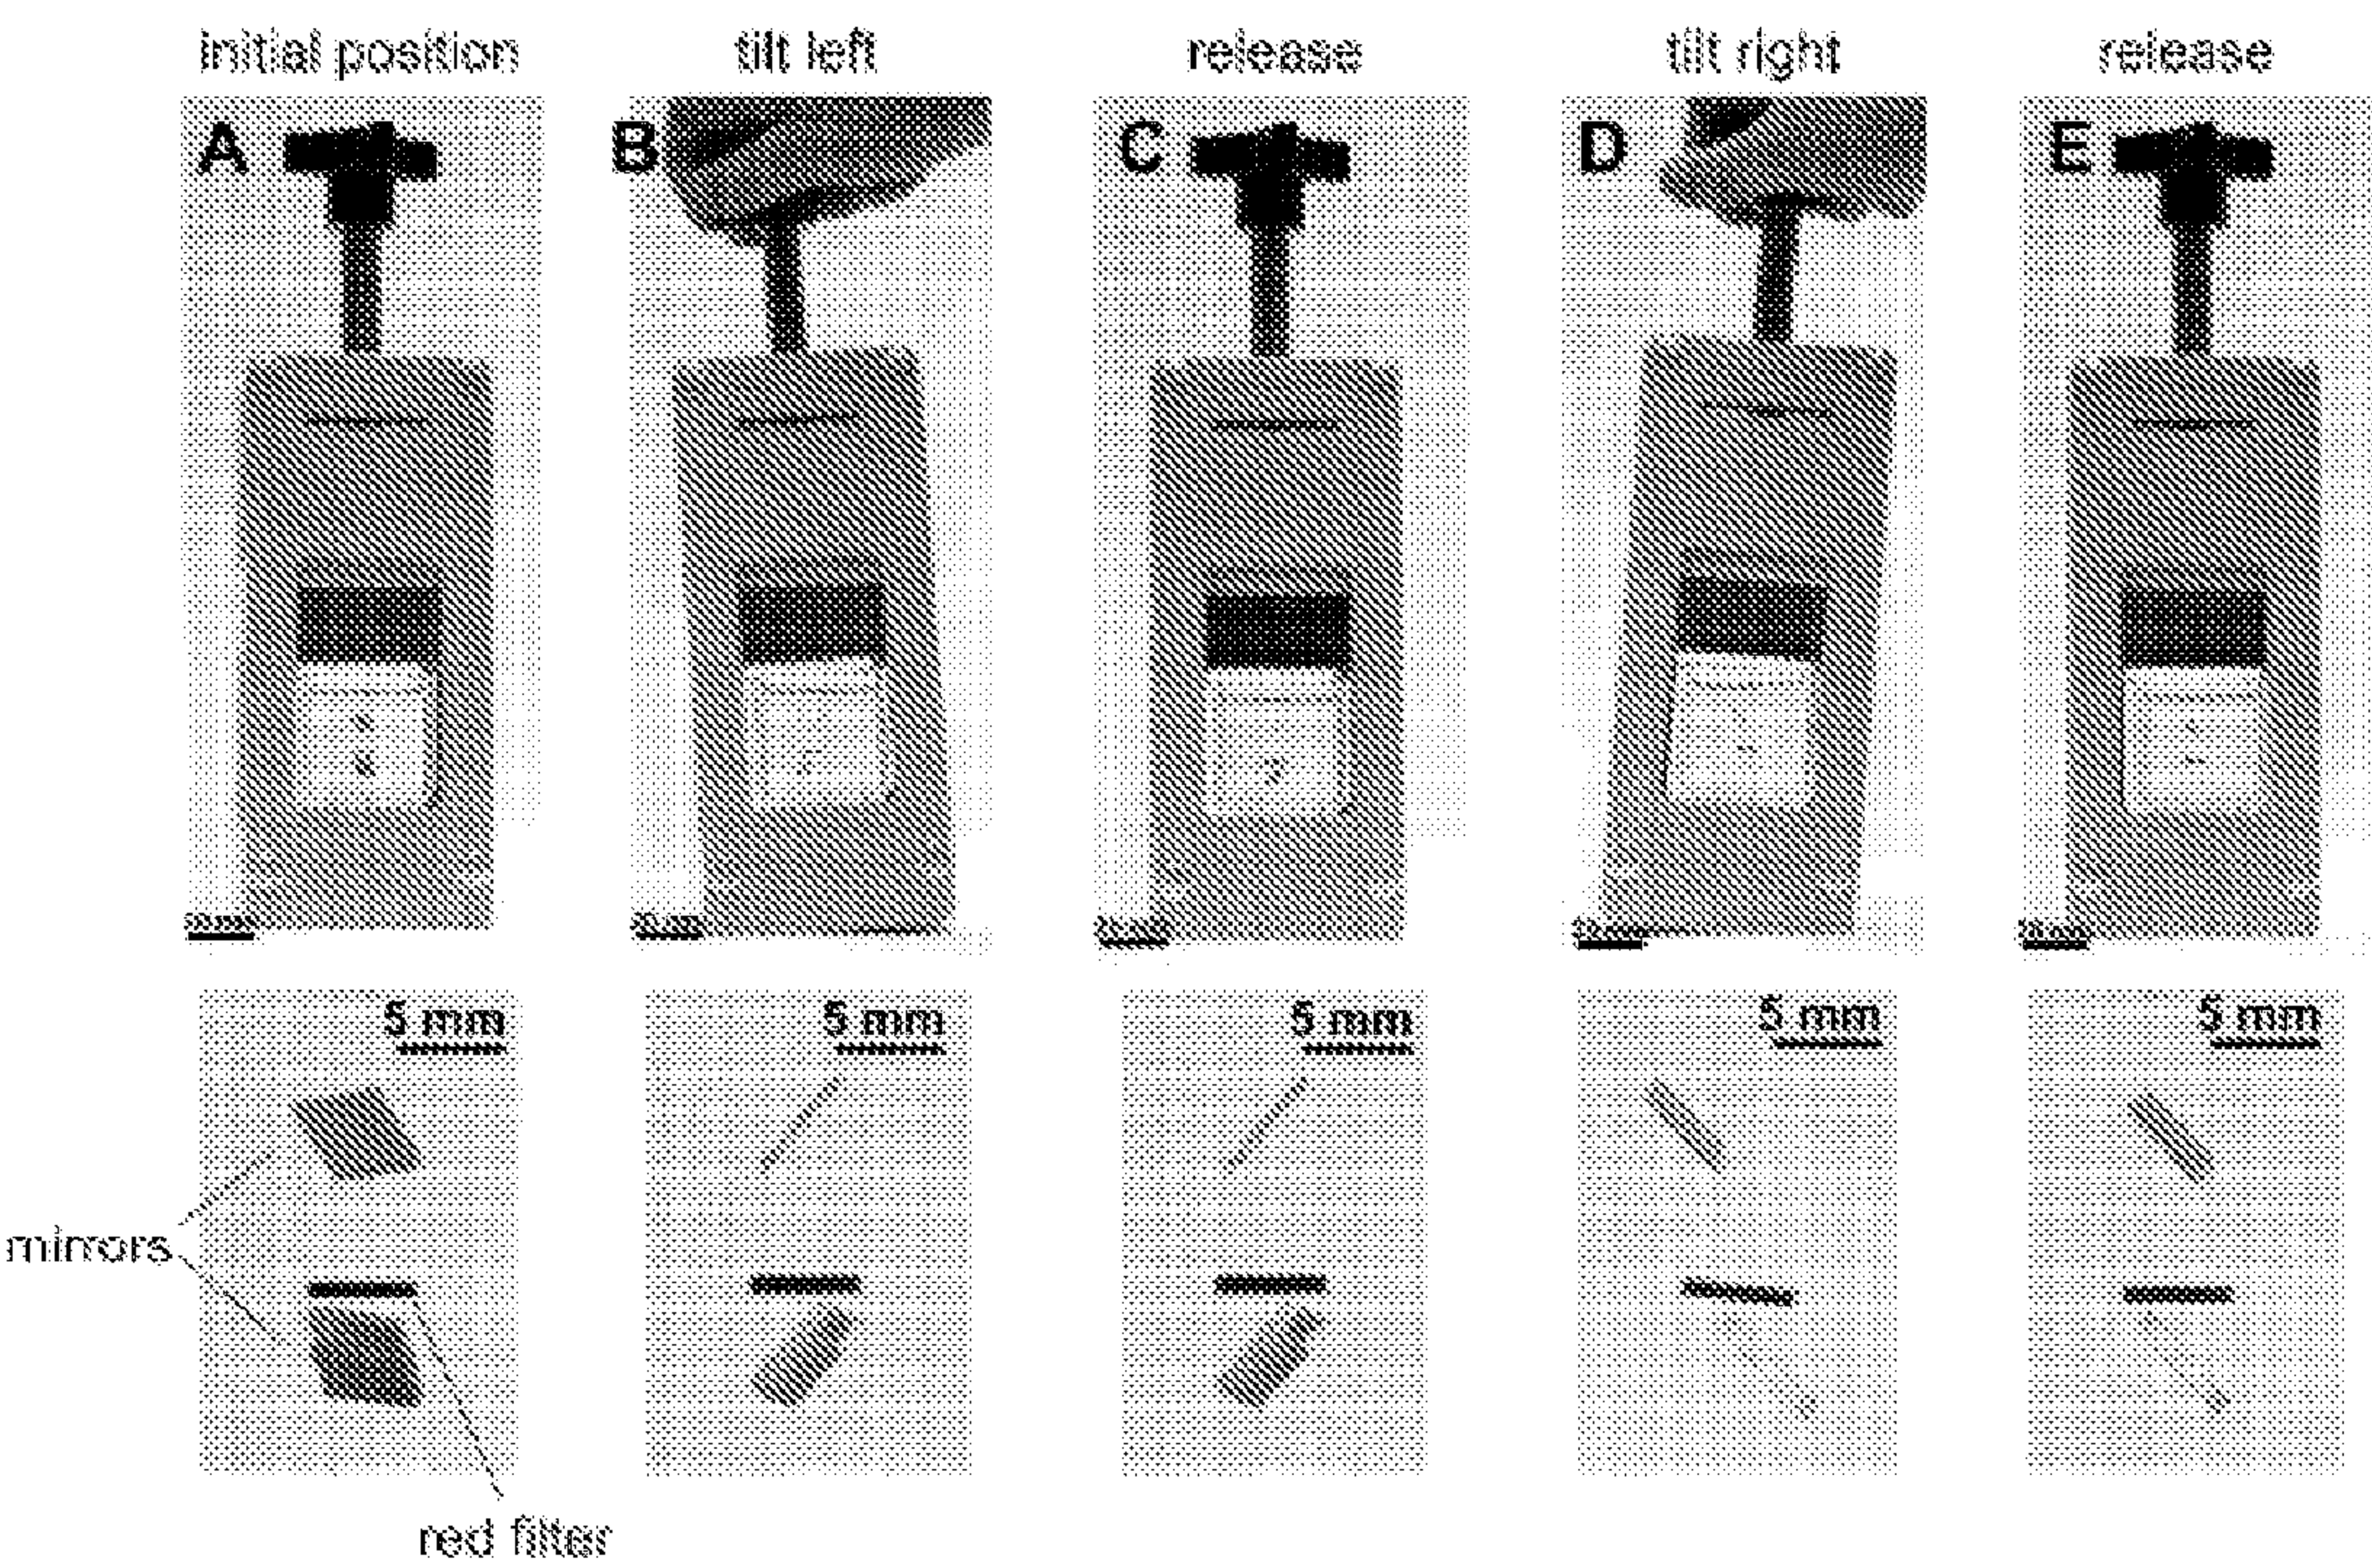 initial position
tilt left
release
tilt right
release
A
B
C
D
E
5 mm
5 mm
5 mm
5 mm
5 mm
mirrors
red filter